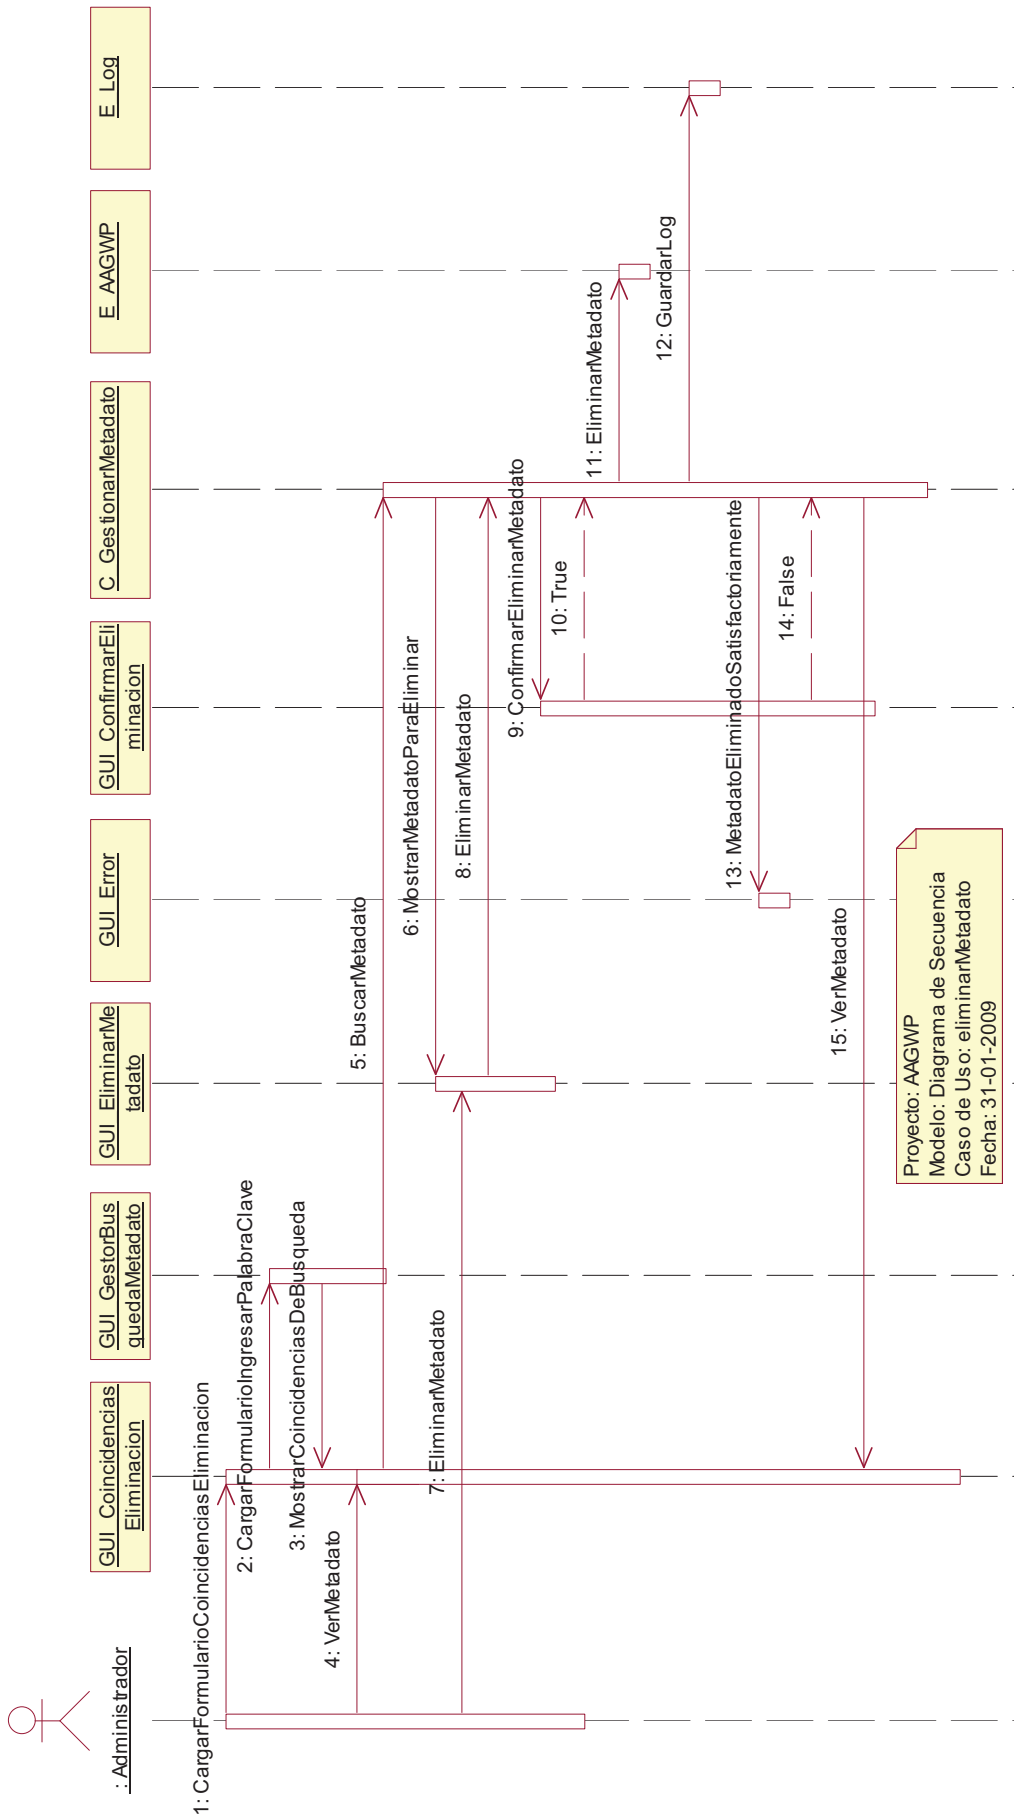 : Administrador
GUI_Coincidencias
Eliminacion
GUI_GestorBus
quedaMetadato
GUI_EliminarMe
tadato
GUI_Error
GUI_ConfirmarEli
minacion
C_GestionarMetadato
E_AAGWP
E_Log
1: CargarFormularioCoincidenciasEliminacion
2: CargarFormularioIngresarPalabraClave
3: MostrarCoincidenciasDeBusqueda
4: VerMetadato
5: BuscarMetadato
6: MostrarMetadatoParaEliminar
7: EliminarMetadato
8: EliminarMetadato
9: ConfirmarEliminarMetadato
10: True
11: EliminarMetadato
12: GuardarLog
13: MetadatoEliminadoSatisfactoriamente
14: False
15: VerMetadato
Proyecto: AAGWP
Modelo: Diagrama de Secuencia
Caso de Uso: eliminarMetadato
Fecha: 31-01-2009